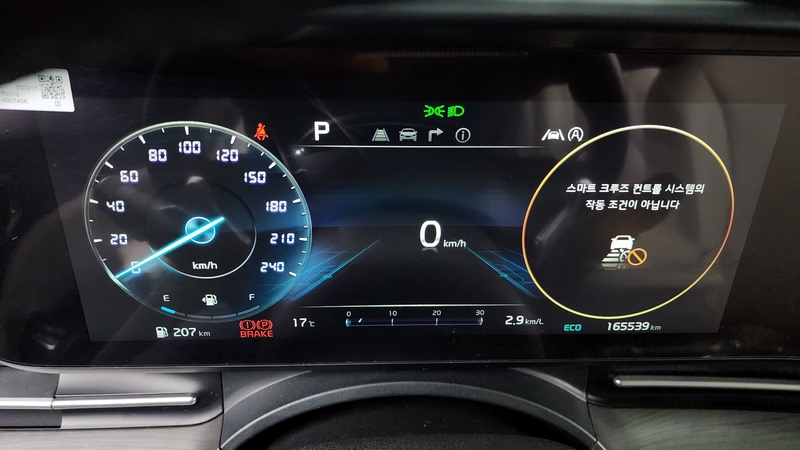 P
80 100 120
60 150
40 180
20 210
0 240
km/h
E F
207 km
BRAKE
17℃
0 km/h
0 10 20 30
2.9 km/L
스마트 크루즈 컨트롤 시스템의
작동 조건이 아닙니다
ECO
165539 km